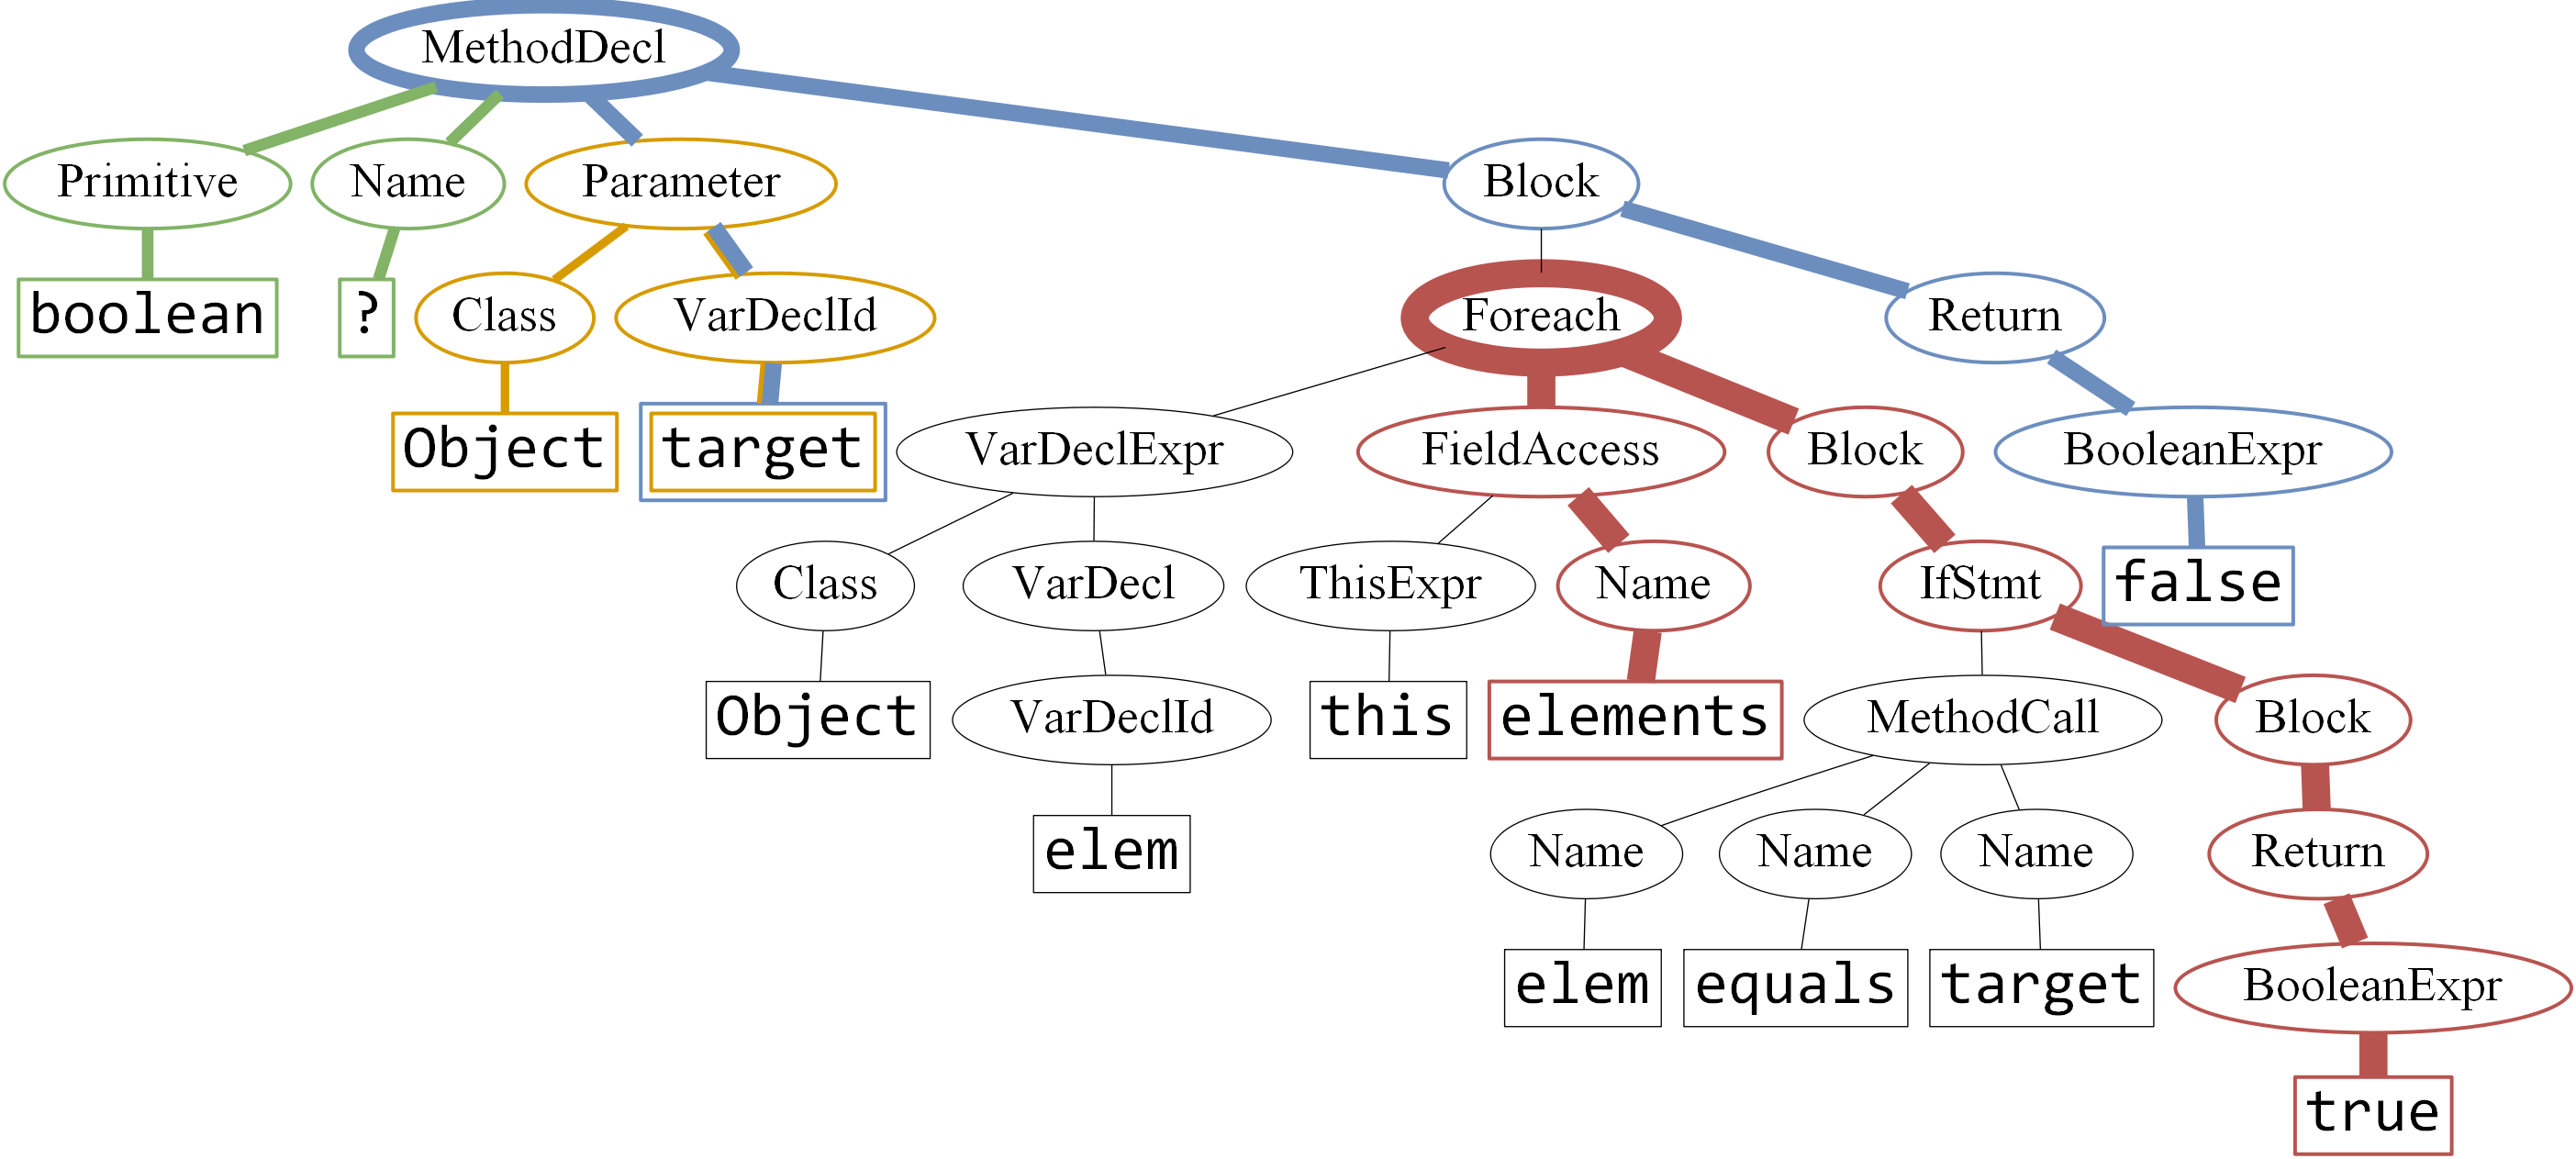 MethodDecl
Primitive Name Parameter Block
boolean ? Class VarDeclId Foreach Return
Object target VarDeclExpr FieldAccess Block BooleanExpr
Class VarDecl ThisExpr Name IfStmt false
Object VarDeclId this elements MethodCall Block
elem Name Name Name Return
elem equals target BooleanExpr
true